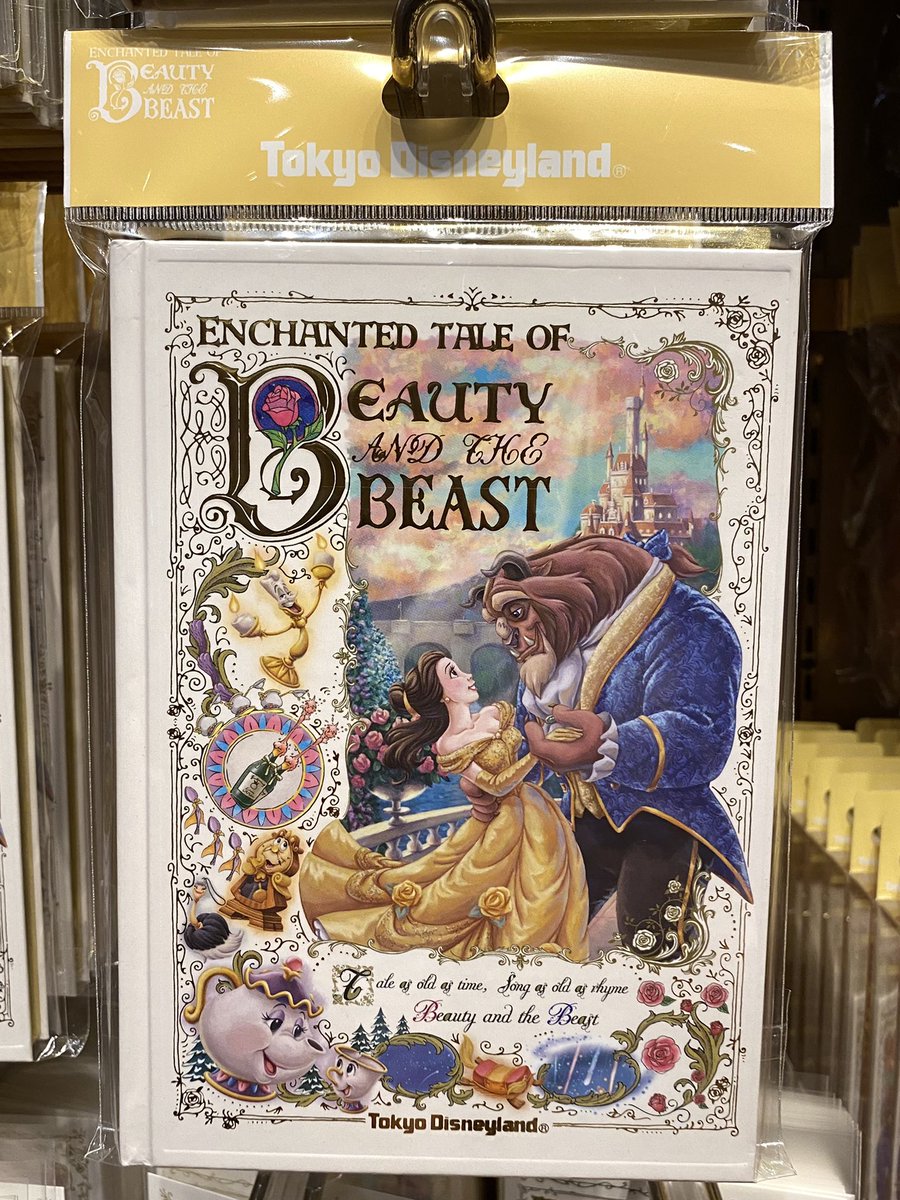 ENCHANTED TALE OF
BEAUTY
AND THE
BEAST
Tokyo Disneyland®
ENCHANTED TALE OF
BEAUTY
AND THE
BEAST
Tale as old as time, Song as old as rhyme
Beauty and the Beast
Tokyo Disneyland®